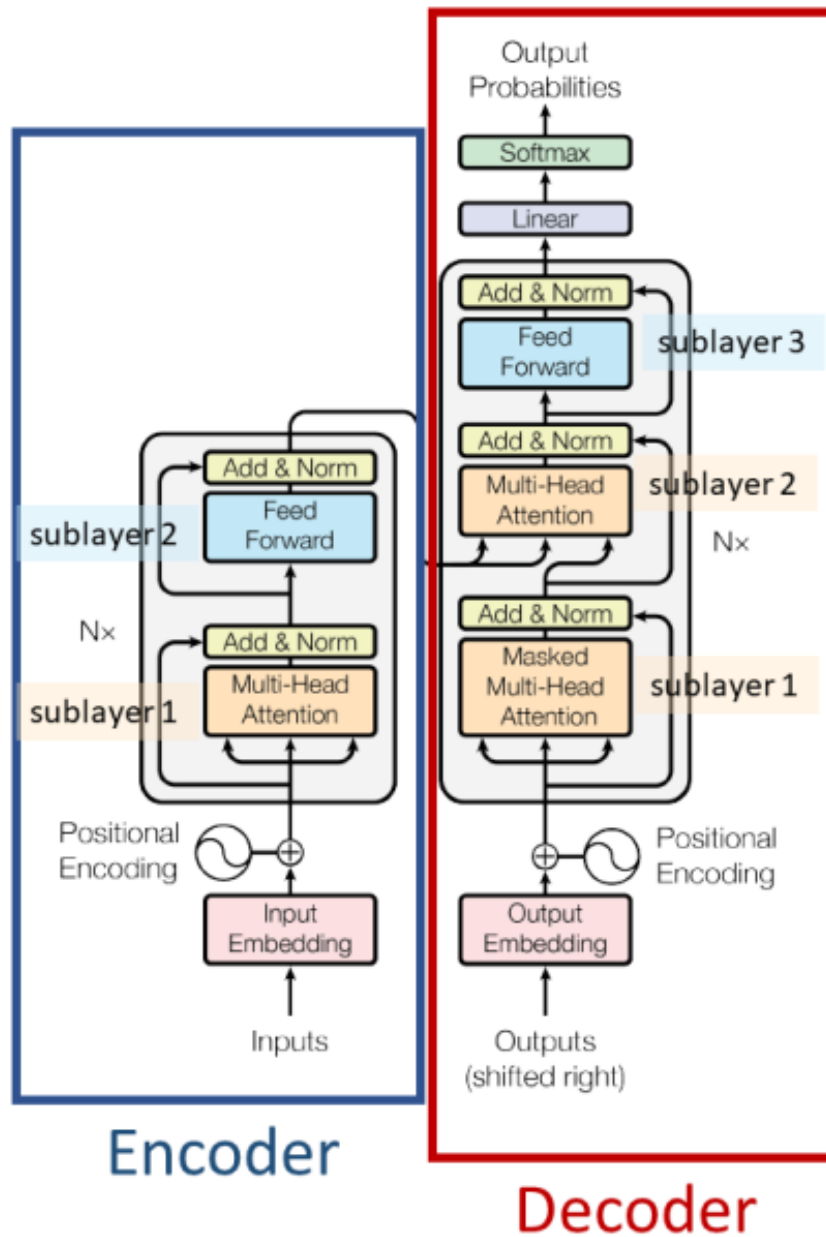 Output
Probabilities
Softmax
Linear
Add & Norm
Feed
Forward
sublayer 3
Add & Norm
Multi-Head
Attention
sublayer 2
Nx
Add & Norm
Masked
Multi-Head
Attention
sublayer 1
Positional
Encoding
Output
Embedding
Outputs
(shifted right)
Add & Norm
Feed
Forward
sublayer 2
Nx
Add & Norm
Multi-Head
Attention
sublayer 1
Positional
Encoding
Input
Embedding
Inputs
Encoder
Decoder